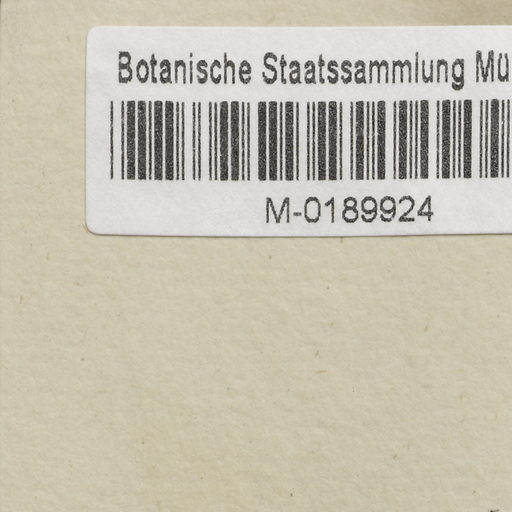 Botanische Staatssammlung Mü
M-0189924